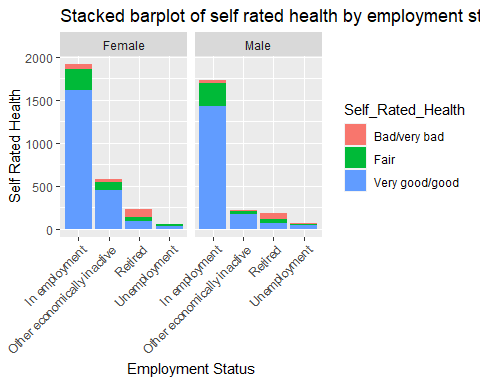 Stacked barplot of self rated health by employment st
Female
Male
Self Rated Health
2000
1500
1000
500
0
In employment
Other economically inactive
Retired
Unemployment
In employment
Other economically inactive
Retired
Unemployment
Employment Status
Self_Rated_Health
Bad/very bad
Fair
Very good/good